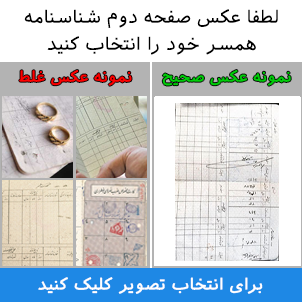 لطفا عکس صفحه دوم شناسنامه
همسر خود را انتخاب کنید
نمونه عکس صحیح
نمونه عکس غلط
برای انتخاب تصویر کلیک کنید